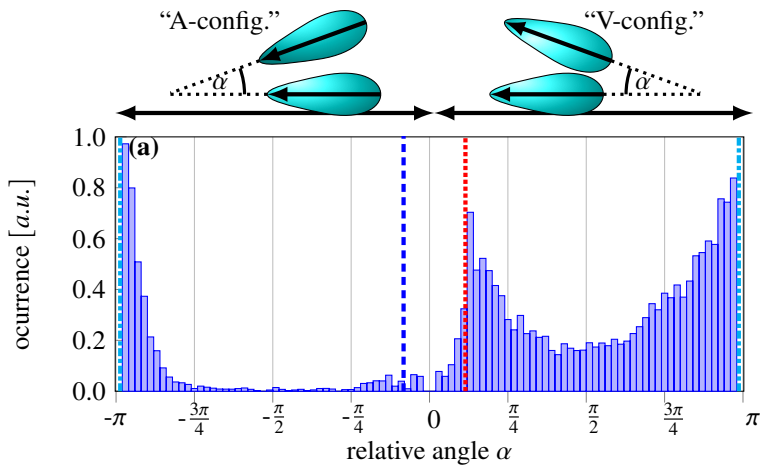 “A-config.” “V-config.”
α α
(a)
1.0
0.8
0.6
0.4
0.2
0.0
ocurrence [a.u.]
-π -3π/4 -π/2 -π/4 0 π/4 π/2 3π/4 π
relative angle α